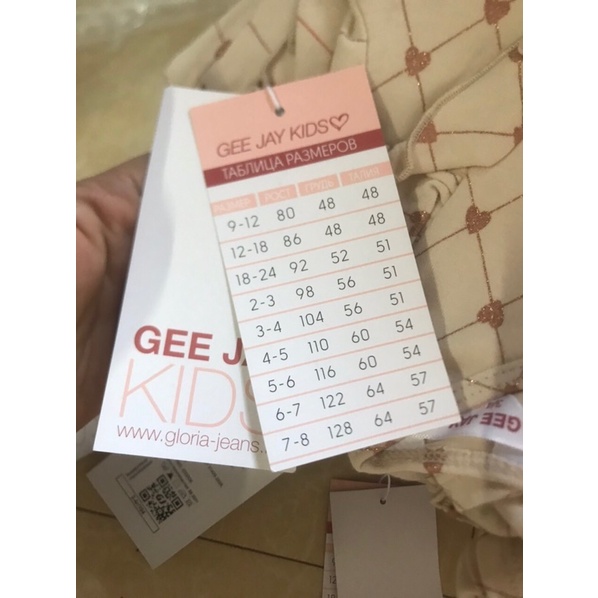 GEE JAY KIDS
ТАБЛИЦА РАЗМЕРОВ
РАЗМЕР РОСТ ГРУДЬ ТАЛИЯ
9-12 80 48 48
12-18 86 48 48
18-24 92 52 51
2-3 98 56 51
3-4 104 56 51
4-5 110 60 54
5-6 116 60 54
6-7 122 64 57
7-8 128 64 57
GEE
KIDS
www.gloria-jeans.
GEE JAY